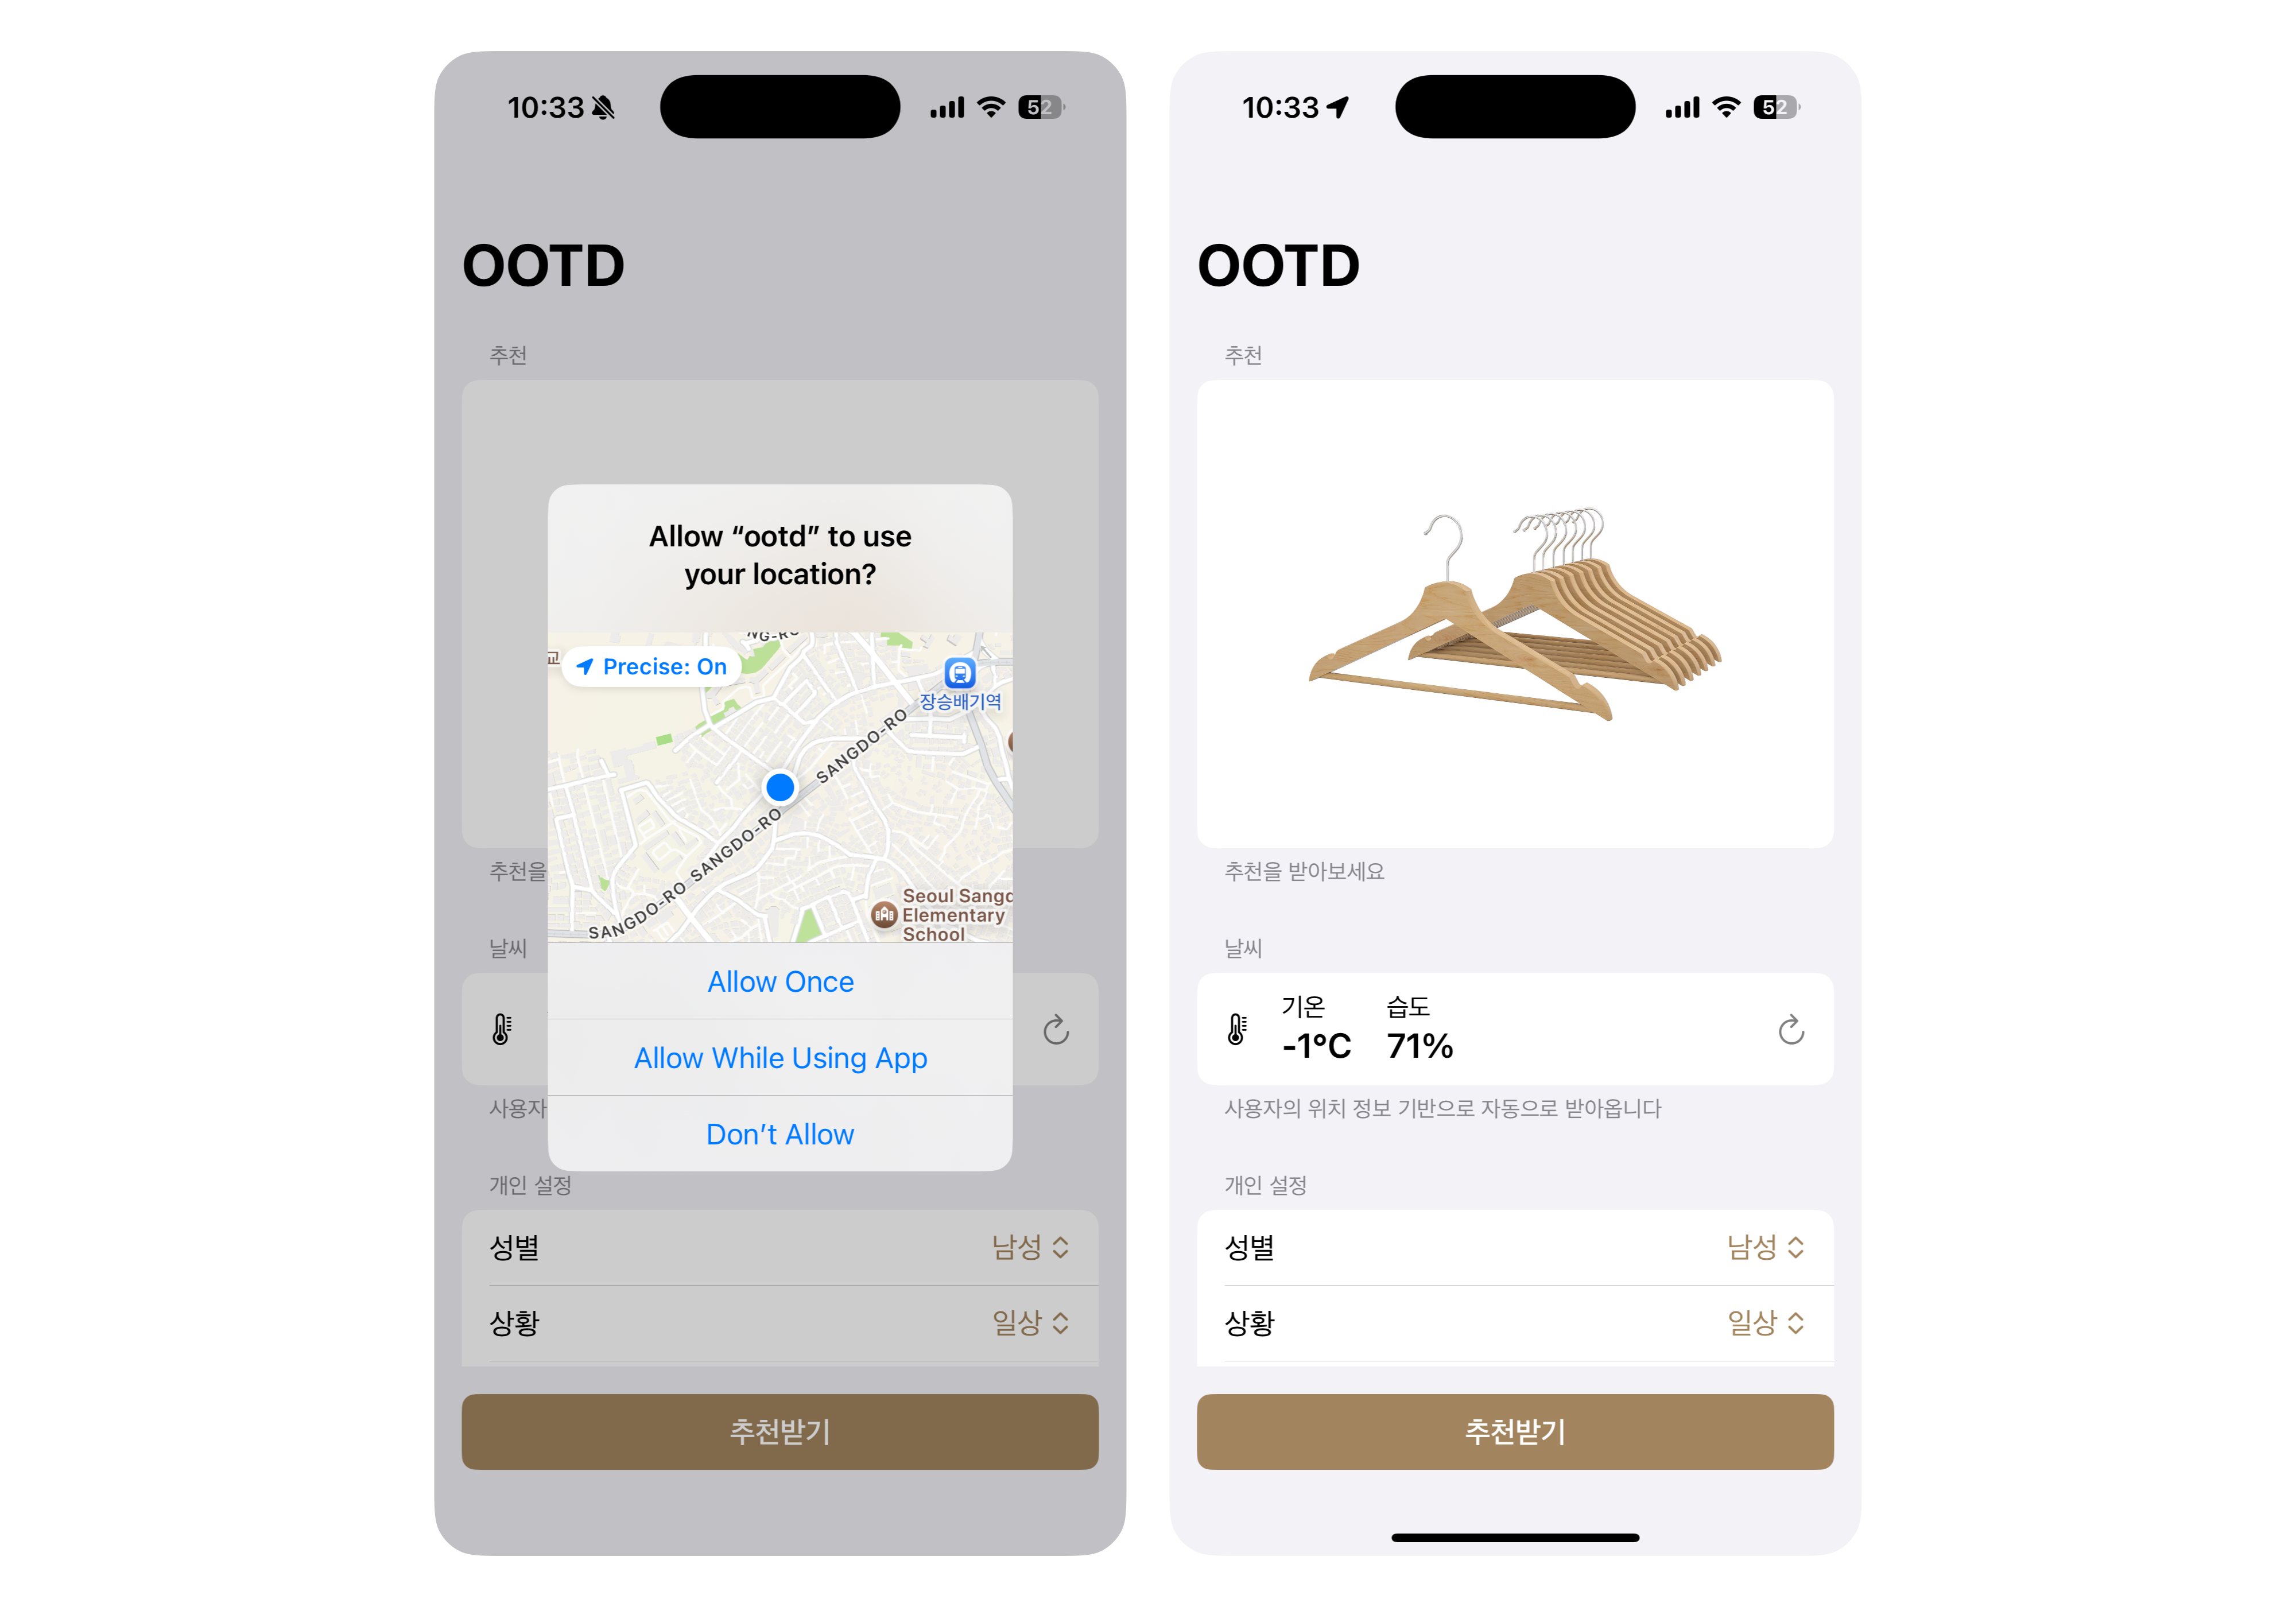 10:33
52
OOTD
추천
Allow “ootd” to use
your location?
Precise: On
장승배기역
SANGDO-RO
SANGDO-RO
SANGDO-RO
Seoul Sangd
Elementary
School
추천을
날씨
Allow Once
Allow While Using App
사용자
Don’t Allow
개인 설정
성별 남성
상황 일상
추천받기
10:33
52
OOTD
추천
추천을 받아보세요
날씨
기온 습도
-1°C 71%
사용자의 위치 정보 기반으로 자동으로 받아옵니다
개인 설정
성별 남성
상황 일상
추천받기